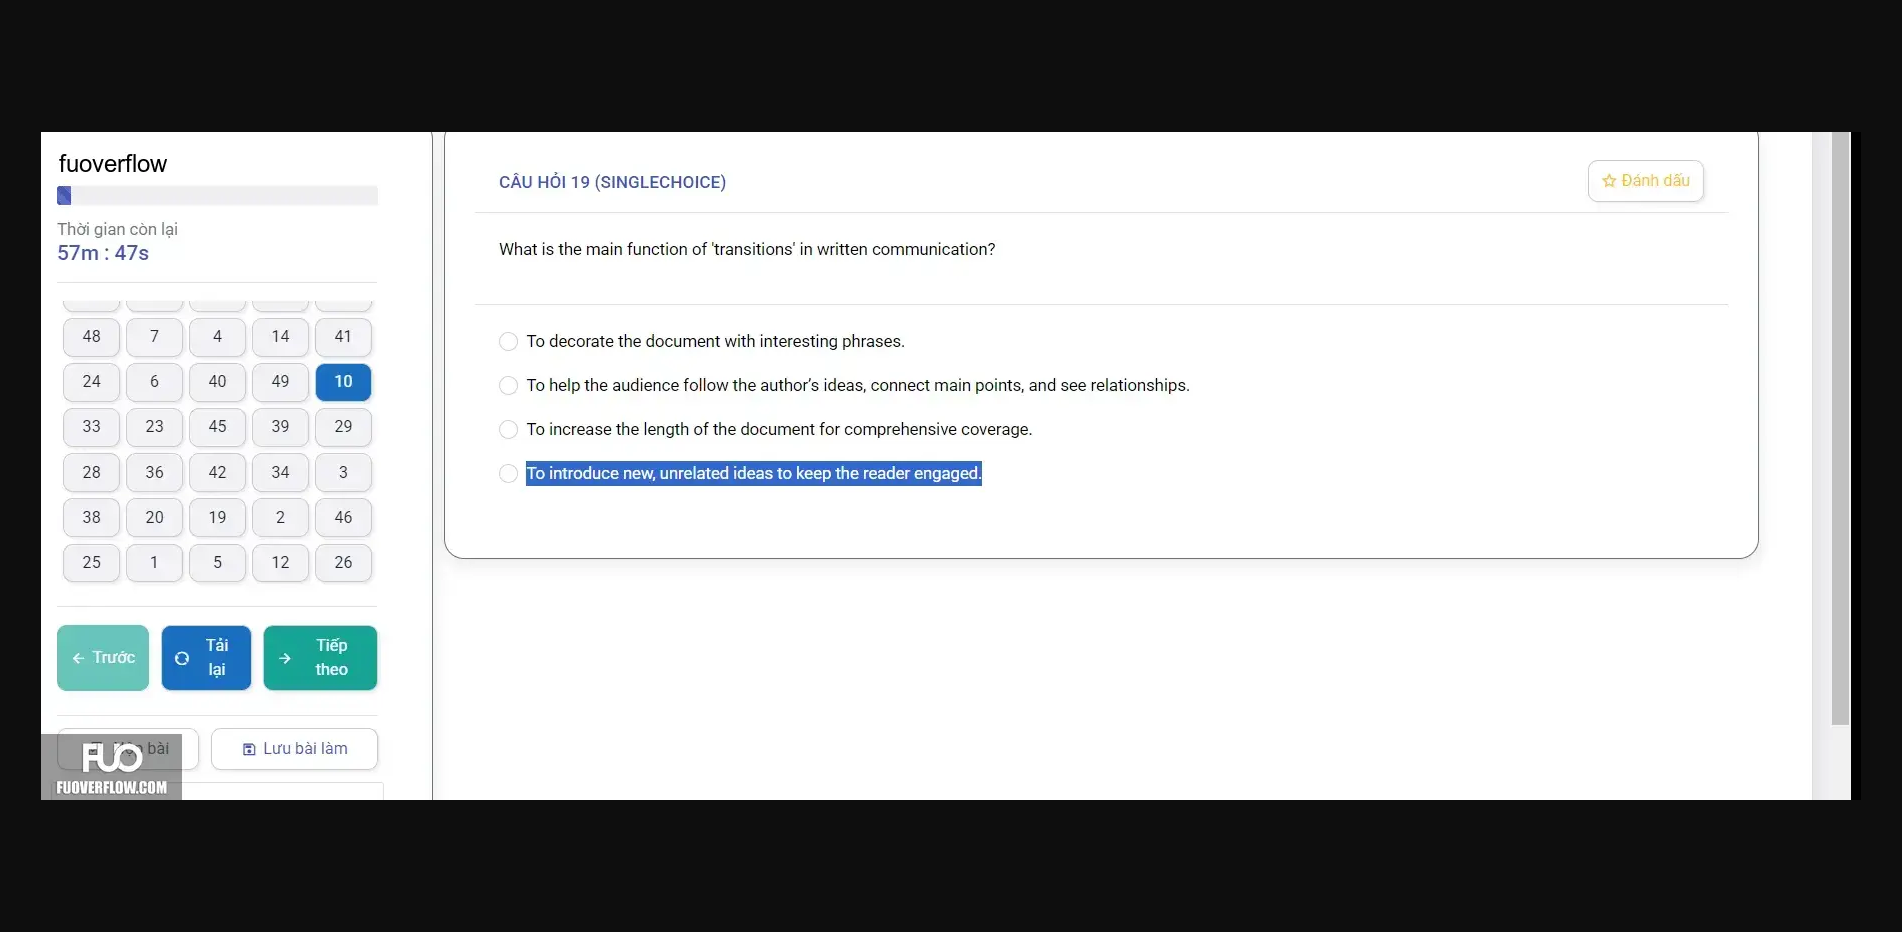 fuoverflow
Thời gian còn lại
57m : 47s
48 7 4 14 41
24 6 40 49 10
33 23 45 39 29
28 36 42 34 3
38 20 19 2 46
25 1 5 12 26
← Trước
Tải lại
→ Tiếp theo
bài
Lưu bài làm
FUO
FUOVERFLOW.COM
CÂU HỎI 19 (SINGLECHOICE)
Đánh dấu
What is the main function of 'transitions' in written communication?
To decorate the document with interesting phrases.
To help the audience follow the author’s ideas, connect main points, and see relationships.
To increase the length of the document for comprehensive coverage.
To introduce new, unrelated ideas to keep the reader engaged.